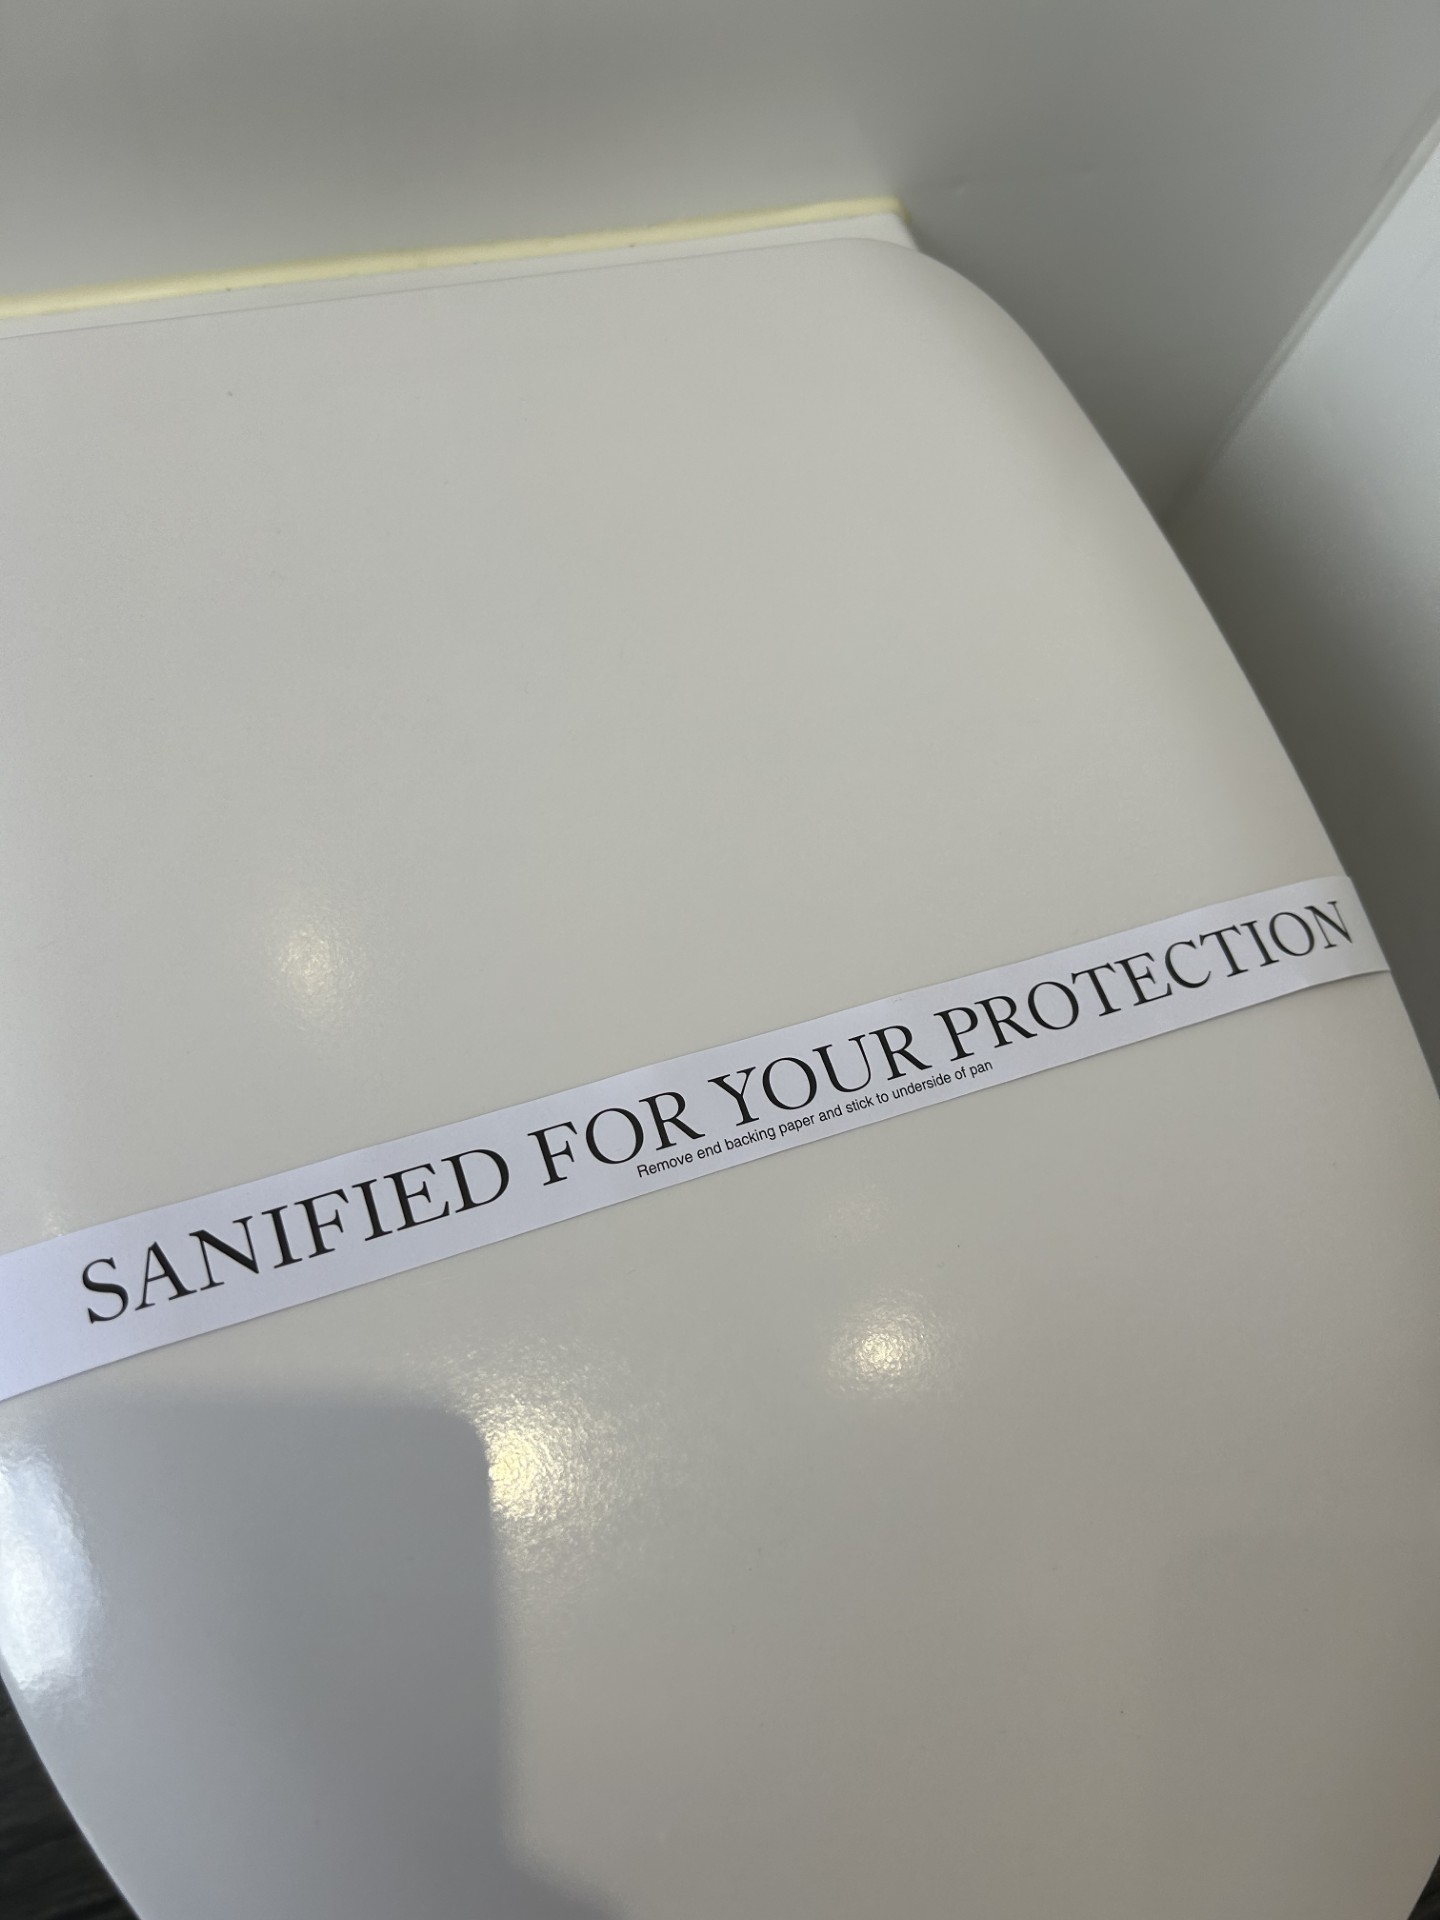 SANIFIED FOR YOUR PROTECTION
Remove end backing paper and stick to underside of pan